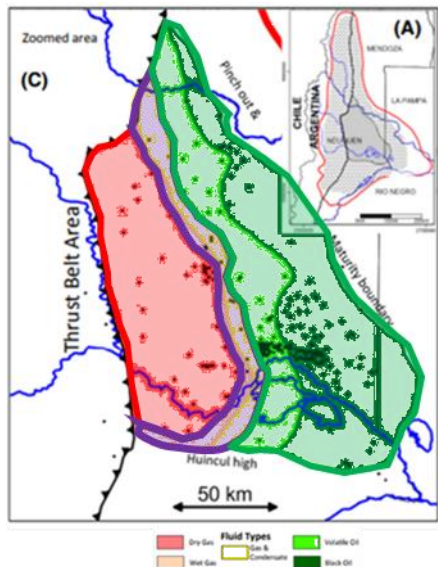 Zoomed area
(C)
Pinch out &
(A)
MENDOZA
CHILE
ARGENTINA
LA PAMPA
NEUQUEN
RIO NEGRO
Thrust Belt Area
Maturity boundary
Huincul high
50 km
Fluid Types
Dry Gas
Gas &
Condensate
Volatile Oil
Wet Gas
Black Oil